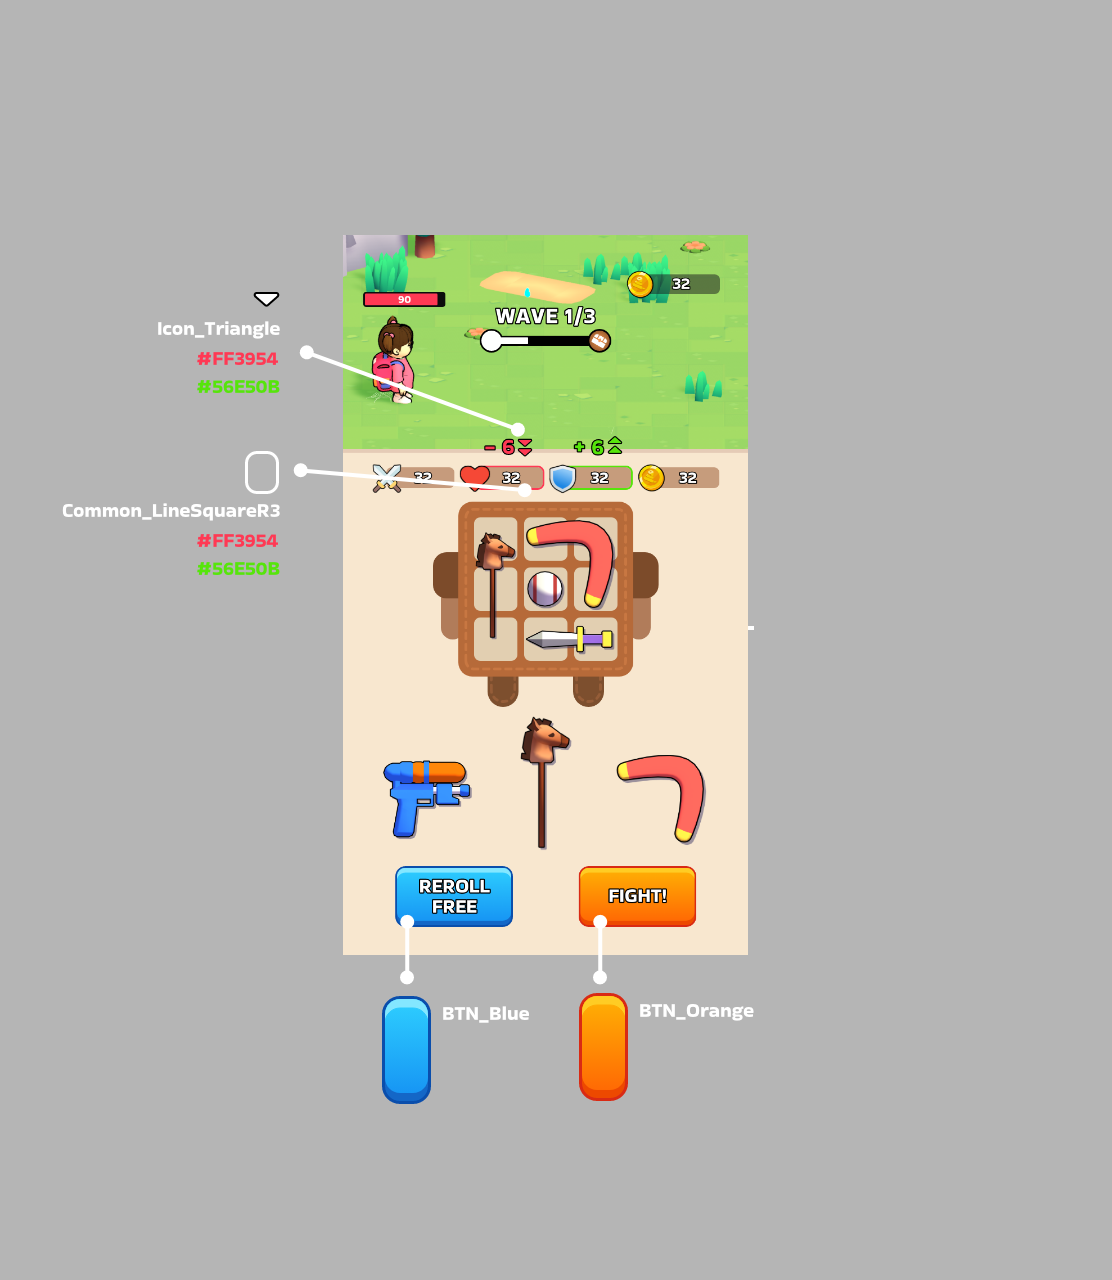 32
90
WAVE 1/3
Icon_Triangle
#FF3954
#56E50B
- 6
+ 6
32
32
32
32
Common_LineSquareR3
#FF3954
#56E50B
REROLL
FREE
FIGHT!
BTN_Blue
BTN_Orange